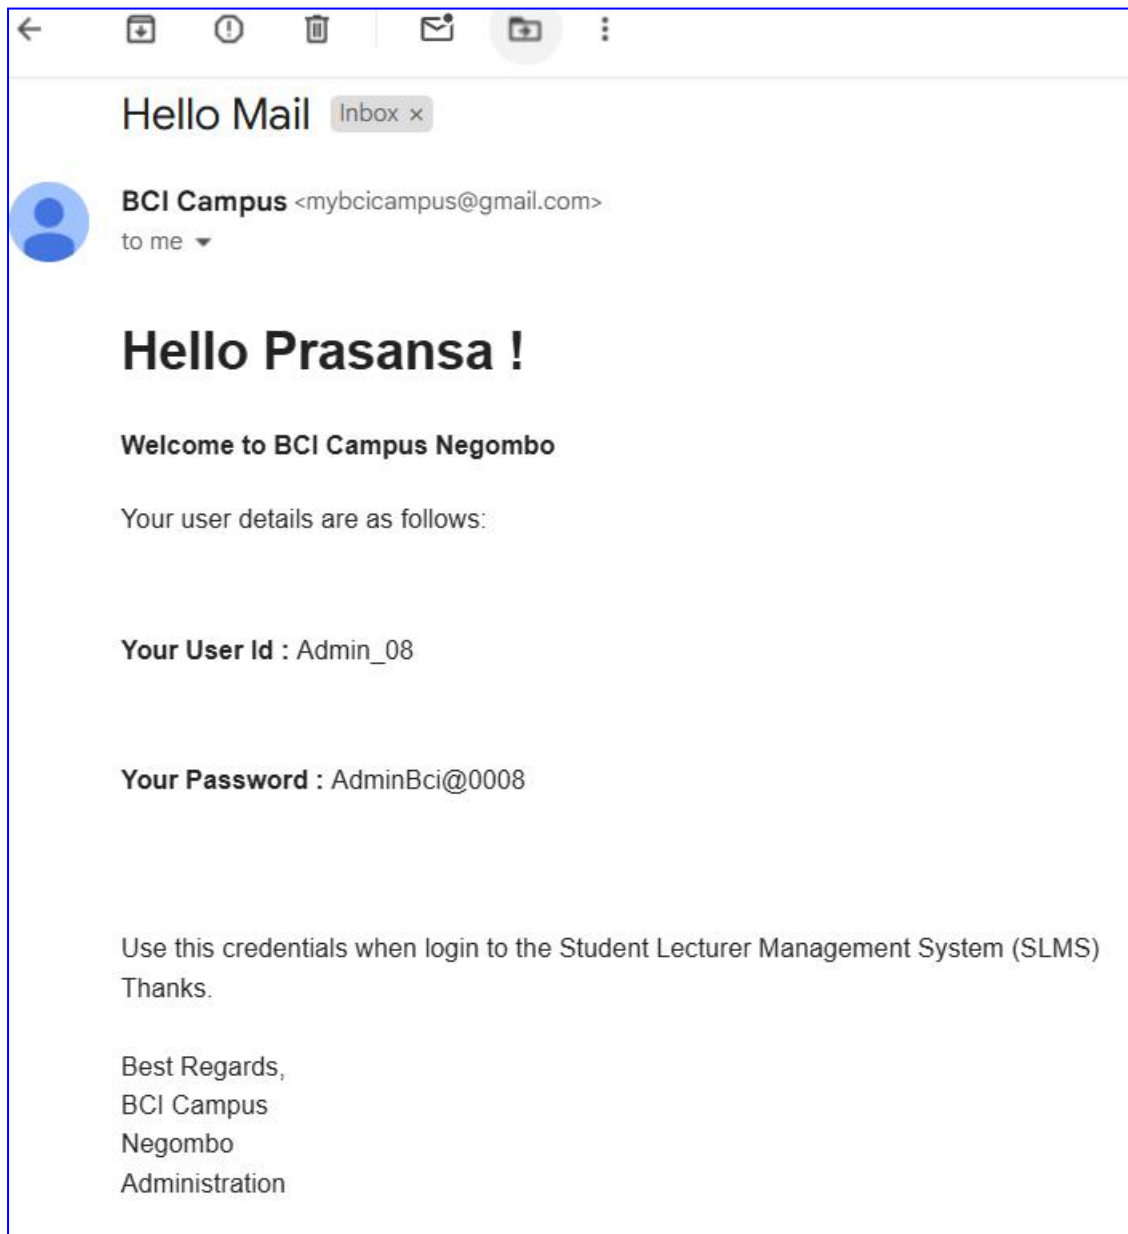 Hello Mail Inbox ×
BCI Campus <mybcicampus@gmail.com>
to me
Hello Prasansa !
Welcome to BCI Campus Negombo
Your user details are as follows:
Your User Id : Admin_08
Your Password : AdminBci@0008
Use this credentials when login to the Student Lecturer Management System (SLMS)
Thanks.
Best Regards,
BCI Campus
Negombo
Administration